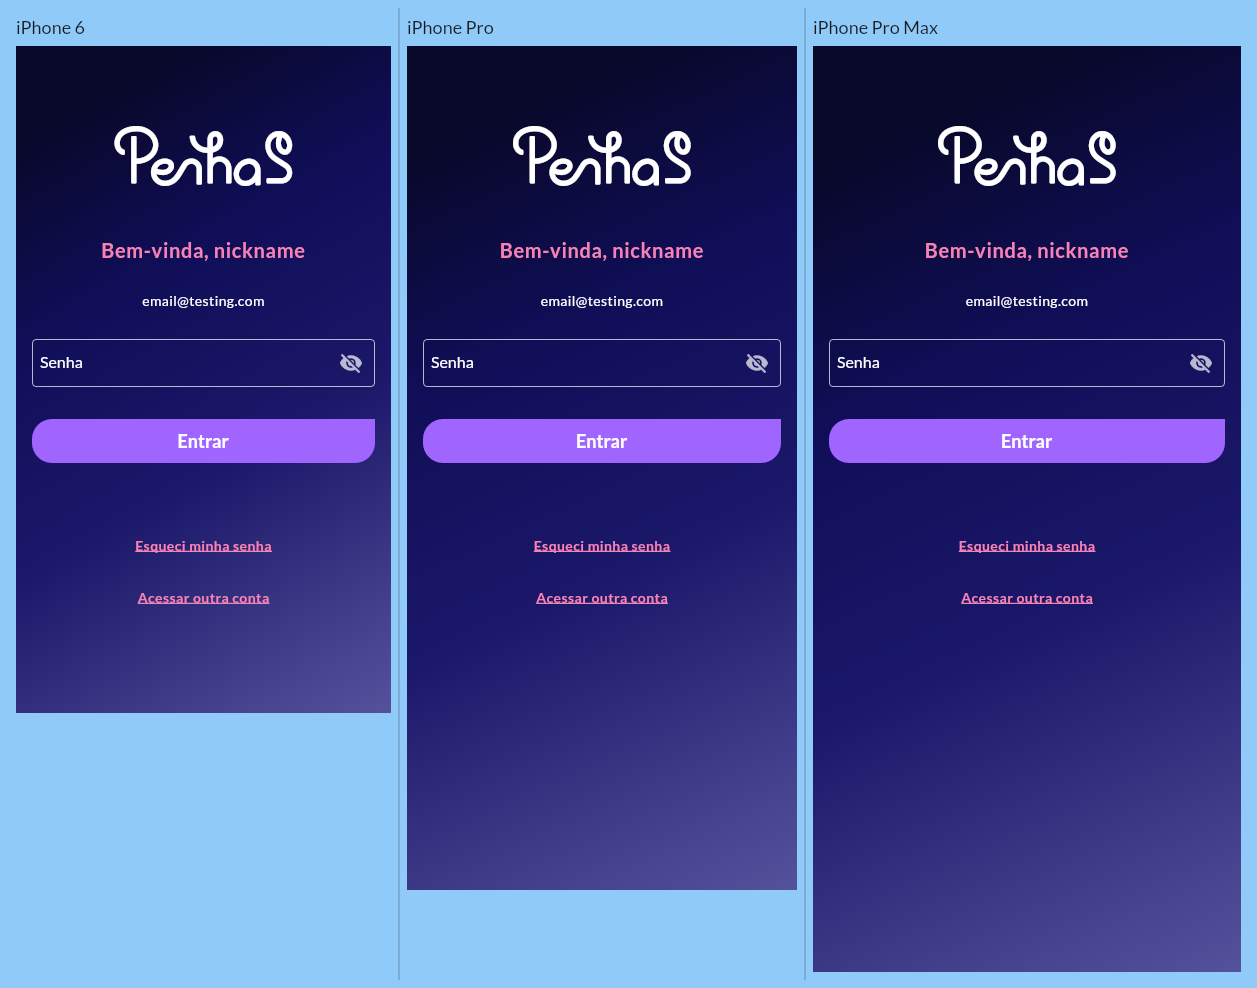 iPhone 6
PenhaS
Bem-vinda, nickname
email@testing.com
Senha
Entrar
Esqueci minha senha
Acessar outra conta
iPhone Pro
PenhaS
Bem-vinda, nickname
email@testing.com
Senha
Entrar
Esqueci minha senha
Acessar outra conta
iPhone Pro Max
PenhaS
Bem-vinda, nickname
email@testing.com
Senha
Entrar
Esqueci minha senha
Acessar outra conta